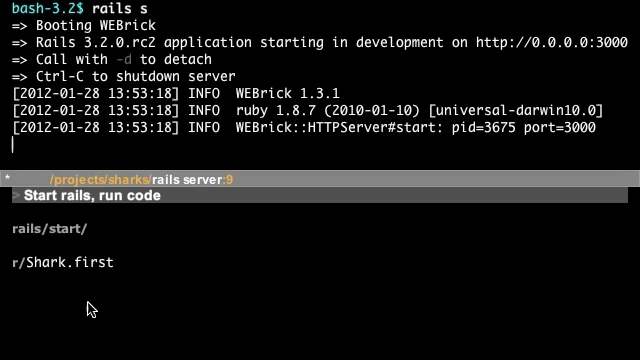 bash-3.2$ rails s
=> Booting WEBrick
=> Rails 3.2.0.rc2 application starting in development on http://0.0.0.0:3000
=> Call with -d to detach
=> Ctrl-C to shutdown server
[2012-01-28 13:53:18] INFO  WEBrick 1.3.1
[2012-01-28 13:53:18] INFO  ruby 1.8.7 (2010-01-10) [universal-darwin10.0]
[2012-01-28 13:53:18] INFO  WEBrick::HTTPServer#start: pid=3675 port=3000
* /projects/sharks/rails server:9
> Start rails, run code
rails/start/
r/Shark.first